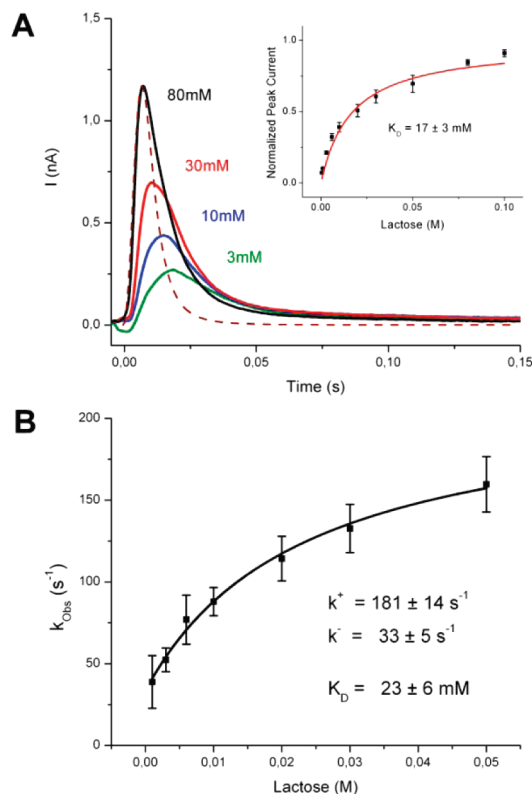 A
I (nA)
1,5
1.0
0.5
0.0
80mM
30mM
10mM
3mM
0,00
0,05
0,10
0,15
Time (s)
Normalized Peak Current
1.0
0.5
0.0
K_D = 17 ± 3 mM
0.00
0.05
0.10
Lactose (M)
B
k_Obs (s⁻¹)
200
150
100
50
0
k⁺ = 181 ± 14 s⁻¹
k⁻ = 33 ± 5 s⁻¹
K_D = 23 ± 6 mM
0,00
0,01
0,02
0,03
0,04
0,05
Lactose (M)